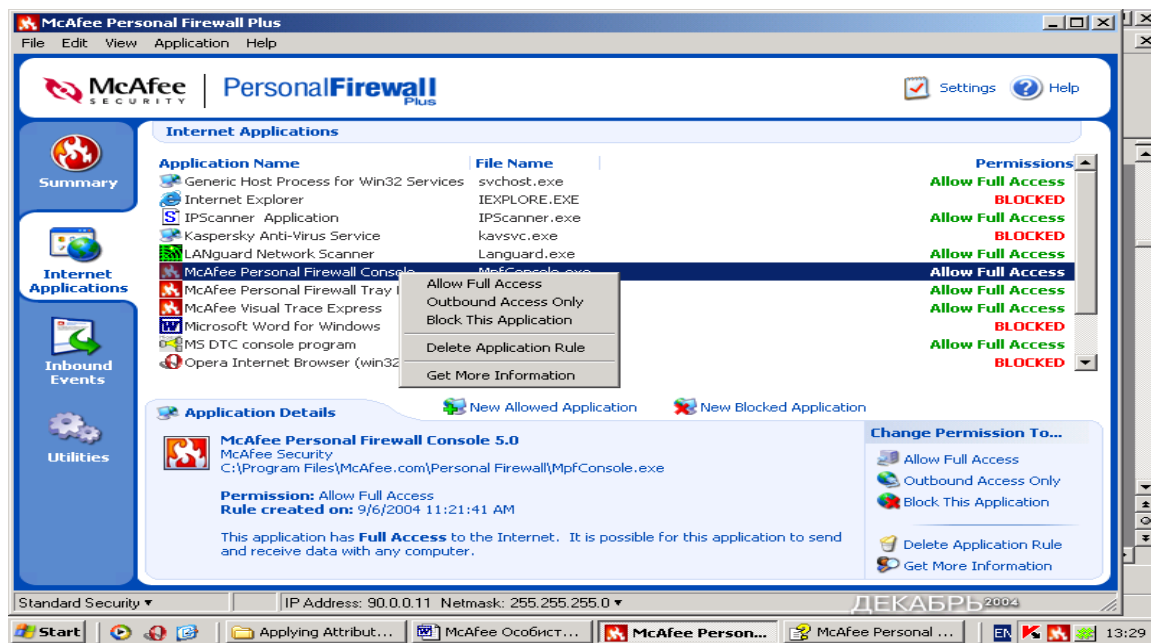 McAfee Personal Firewall Plus
File Edit View Application Help
McAfee SECURITY PersonalFirewall Plus Settings Help
Internet Applications
Application Name File Name Permissions
Generic Host Process for Win32 Services svchost.exe Allow Full Access
Internet Explorer IEXPLORE.EXE BLOCKED
IPScanner Application IPScanner.exe Allow Full Access
Kaspersky Anti-Virus Service kavsvc.exe BLOCKED
LANguard Network Scanner Languard.exe Allow Full Access
McAfee Personal Firewall Console MpfConsole.exe Allow Full Access
McAfee Personal Firewall Tray Allow Full Access
McAfee Visual Trace Express Allow Full Access
Microsoft Word for Windows BLOCKED
MS DTC console program Allow Full Access
Opera Internet Browser (win32 BLOCKED
Allow Full Access
Outbound Access Only
Block This Application
Delete Application Rule
Get More Information
Summary
Internet Applications
Inbound Events
Utilities
Application Details New Allowed Application New Blocked Application
McAfee Personal Firewall Console 5.0
McAfee Security
C:\Program Files\McAfee.com\Personal Firewall\MpfConsole.exe
Permission: Allow Full Access
Rule created on: 9/6/2004 11:21:41 AM
This application has Full Access to the Internet. It is possible for this application to send
and receive data with any computer.
Change Permission To...
Allow Full Access
Outbound Access Only
Block This Application
Delete Application Rule
Get More Information
Standard Security IP Address: 90.0.0.11 Netmask: 255.255.255.0
ДЕКАБРЬ 2004
Start Applying Attribut... McAfee Особист... McAfee Person... McAfee Personal ... EN 13:29